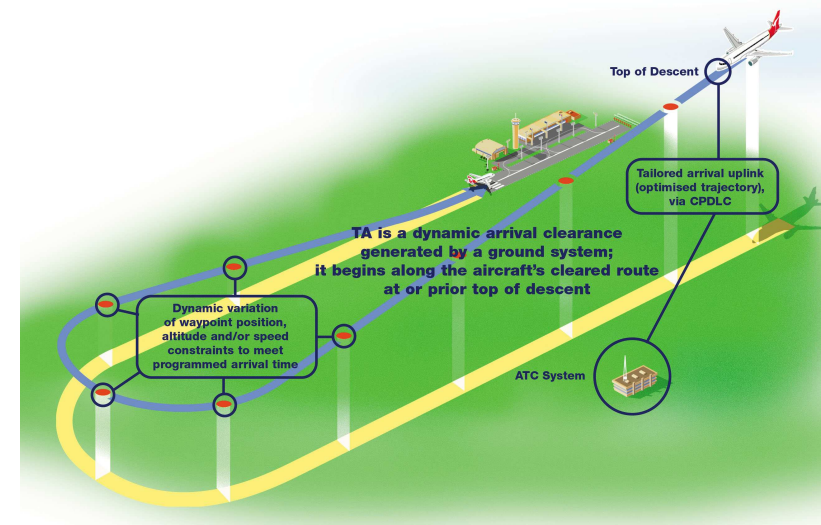 Top of Descent
Tailored arrival uplink
(optimised trajectory),
via CPDLC
TA is a dynamic arrival clearance
generated by a ground system;
it begins along the aircraft's cleared route
at or prior top of descent
Dynamic variation
of waypoint position,
altitude and/or speed
constraints to meet
programmed arrival time
ATC System